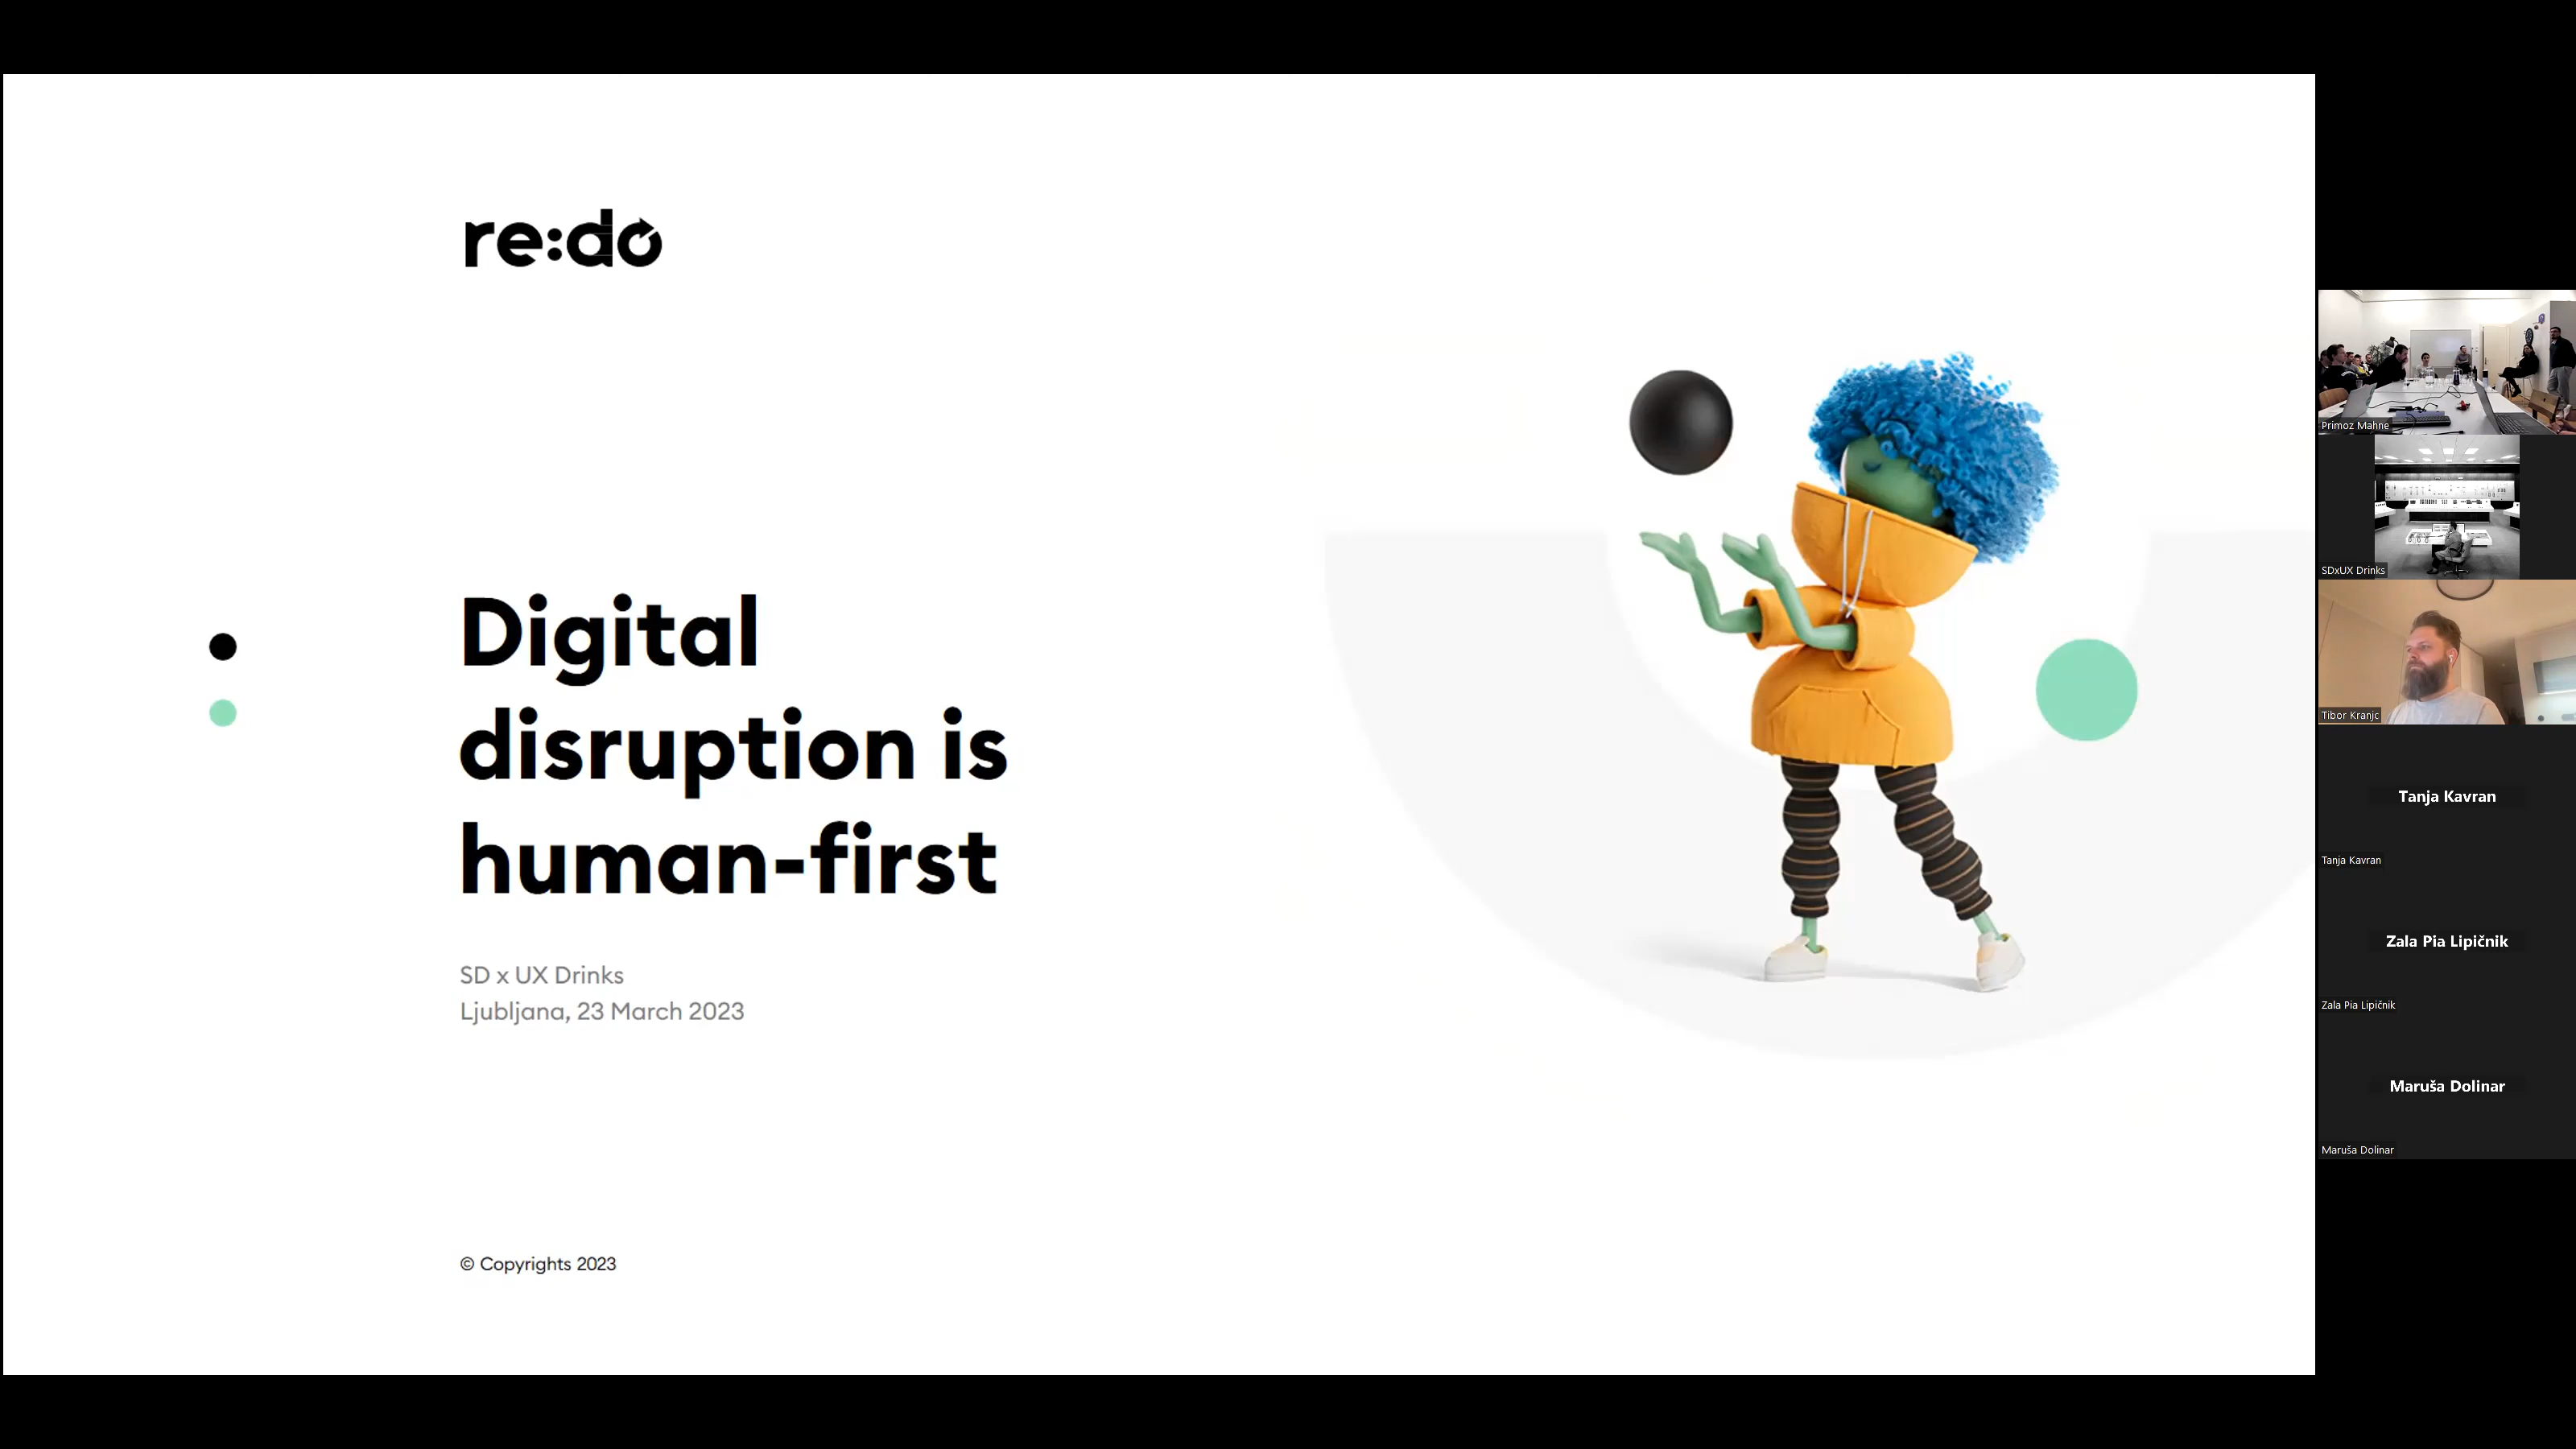 re:do
Digital
disruption is
human-first
SD x UX Drinks
Ljubljana, 23 March 2023
© Copyrights 2023
Primoz Mahne
SDxUX Drinks
Tibor Kranjc
Tanja Kavran
Tanja Kavran
Zala Pia Lipičnik
Zala Pia Lipičnik
Maruša Dolinar
Maruša Dolinar